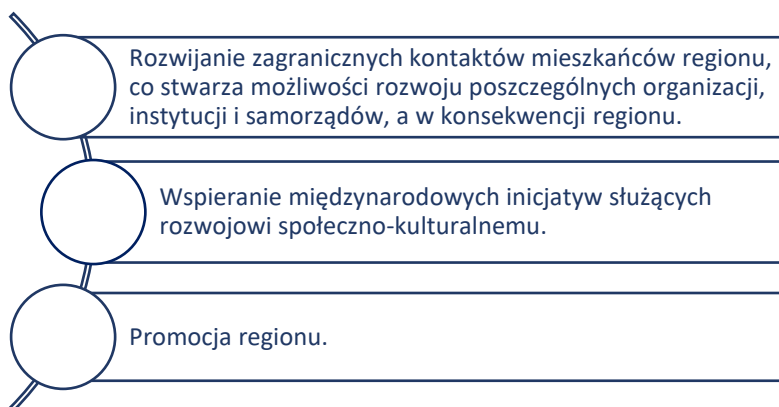 Rozwijanie zagranicznych kontaktów mieszkańców regionu,
co stwarza możliwości rozwoju poszczególnych organizacji,
instytucji i samorządów, a w konsekwencji regionu.
Wspieranie międzynarodowych inicjatyw służących
rozwojowi społeczno-kulturalnemu.
Promocja regionu.